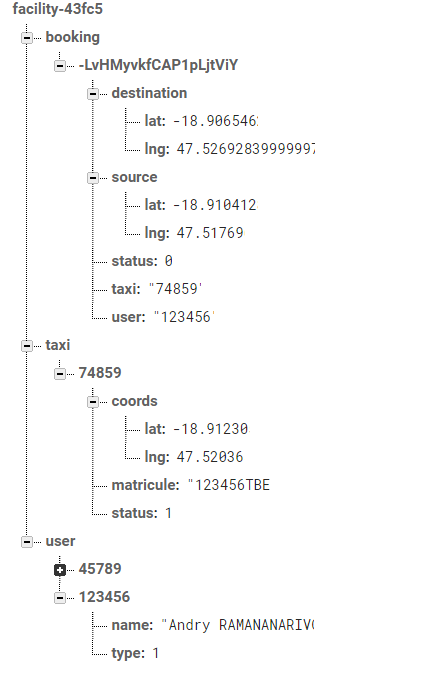 facility-43fc5
booking
-LvHMyvkfCAP1pLjtViY
destination
lat: -18.906546
lng: 47.52692839999997
source
lat: -18.910412
lng: 47.51769
status: 0
taxi: "74859"
user: "123456"
taxi
74859
coords
lat: -18.91230
lng: 47.52036
matricule: "123456TBE
status: 1
user
45789
123456
name: "Andry RAMANANARIVO
type: 1